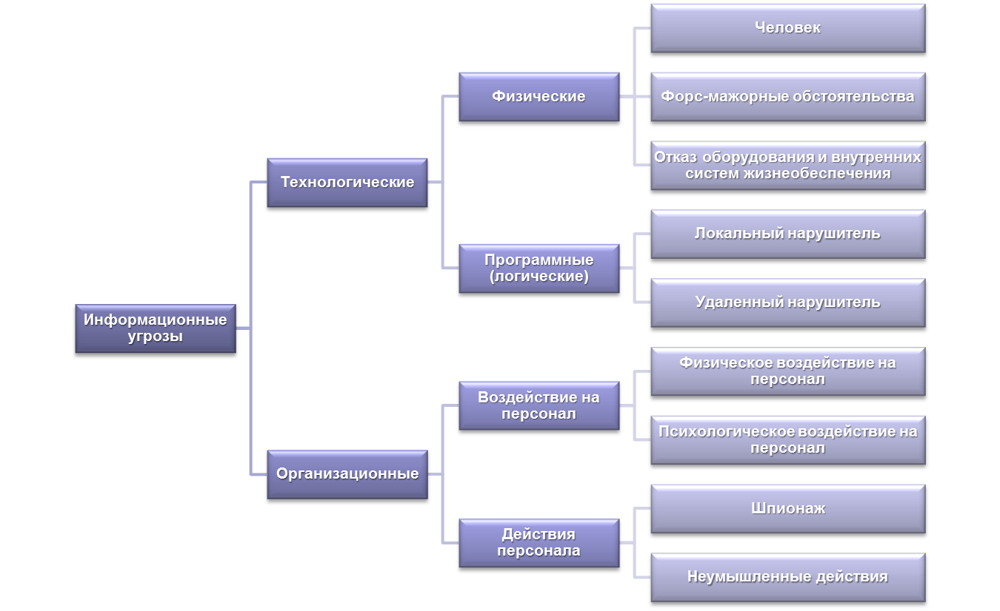 Человек
Физические
Форс-мажорные обстоятельства
Отказ оборудования и внутренних
систем жизнеобеспечения
Технологические
Локальный нарушитель
Программные
(логические)
Удаленный нарушитель
Информационные
угрозы
Физическое воздействие на
персонал
Воздействие на
персонал
Психологическое воздействие на
персонал
Организационные
Шпионаж
Действия
персонала
Неумышленные действия